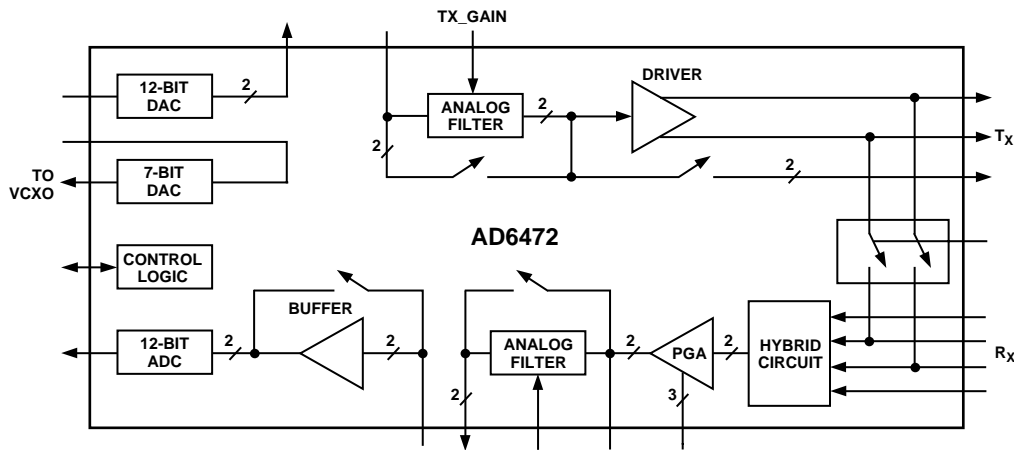 TX_GAIN
12-BIT
DAC
2
ANALOG
FILTER
2
DRIVER
2
TX
TO
VCXO
7-BIT
DAC
2
AD6472
CONTROL
LOGIC
BUFFER
12-BIT
ADC
2
2
ANALOG
FILTER
2
PGA
2
HYBRID
CIRCUIT
RX
2
3